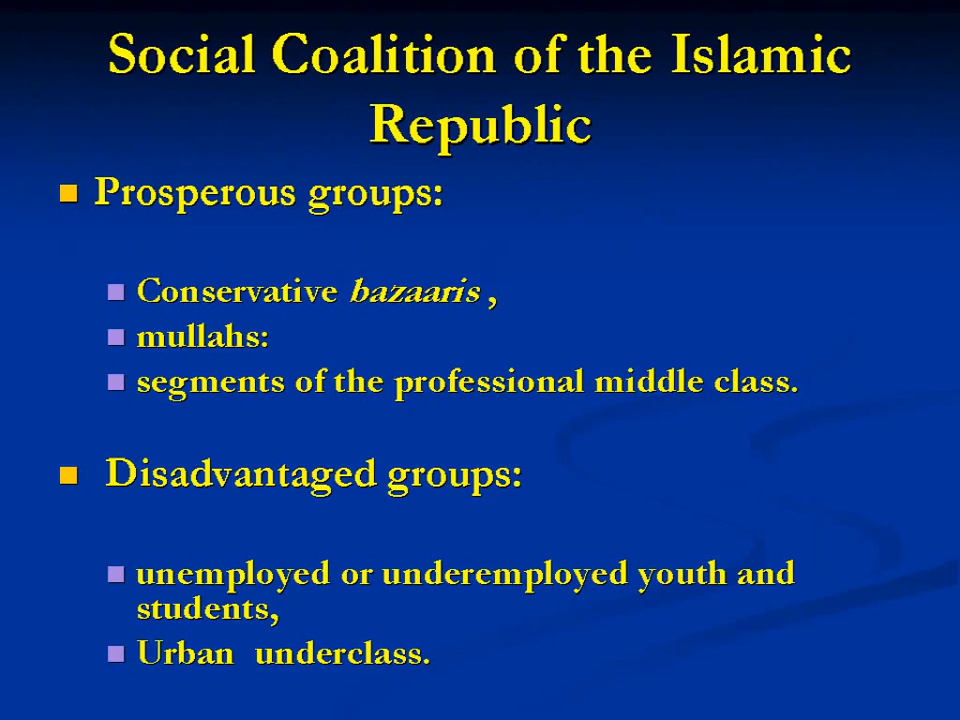 Social Coalition of the Islamic
Republic
Prosperous groups:
Conservative bazaaris ,
mullahs:
segments of the professional middle class.
Disadvantaged groups:
unemployed or underemployed youth and
students,
Urban  underclass.